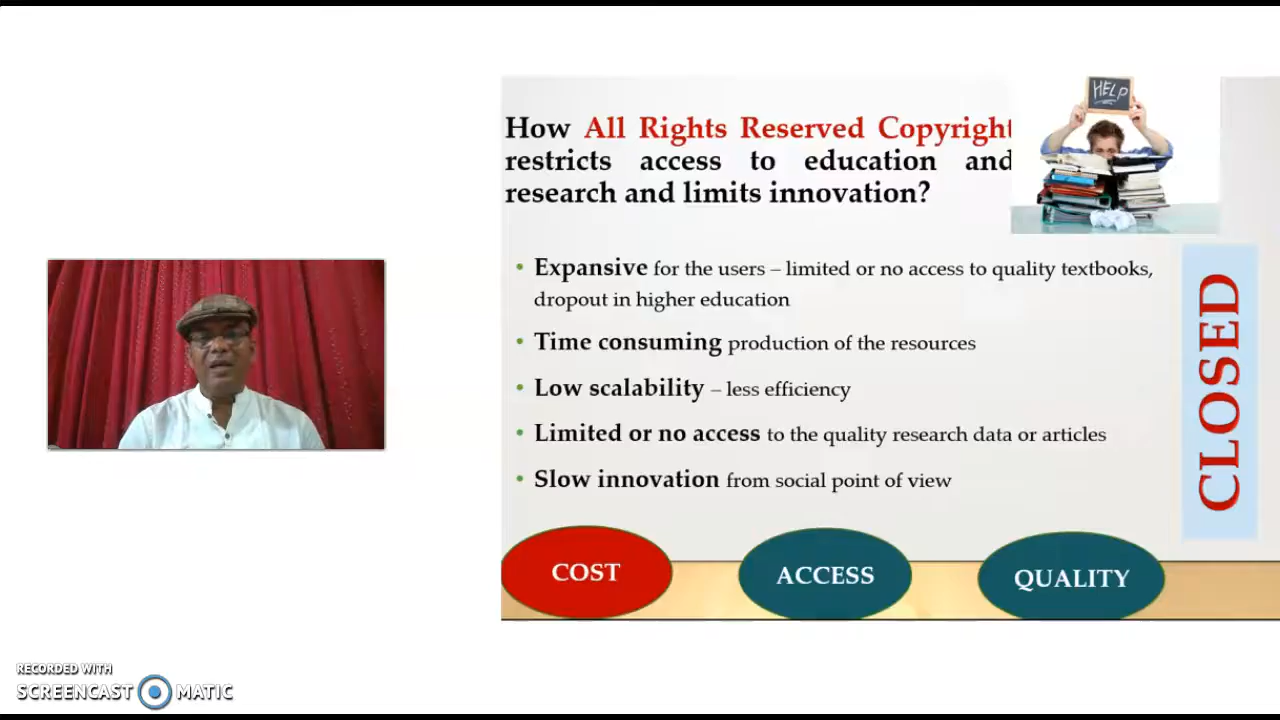 How All Rights Reserved Copyright
restricts access to education and
research and limits innovation?
HELP
• Expansive for the users – limited or no access to quality textbooks,
dropout in higher education
• Time consuming production of the resources
• Low scalability – less efficiency
• Limited or no access to the quality research data or articles
• Slow innovation from social point of view
CLOSED
COST
ACCESS
QUALITY
RECORDED WITH
SCREENCAST MATIC